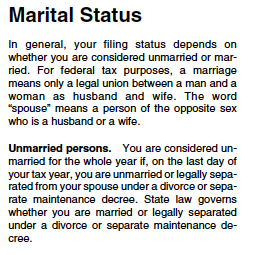 Marital Status
In general, your filing status depends on
whether you are considered unmarried or mar-
ried. For federal tax purposes, a marriage
means only a legal union between a man and a
woman as husband and wife. The word
“spouse” means a person of the opposite sex
who is a husband or a wife.
Unmarried persons. You are considered un-
married for the whole year if, on the last day of
your tax year, you are unmarried or legally sepa-
rated from your spouse under a divorce or sepa-
rate maintenance decree. State law governs
whether you are married or legally separated
under a divorce or separate maintenance de-
cree.